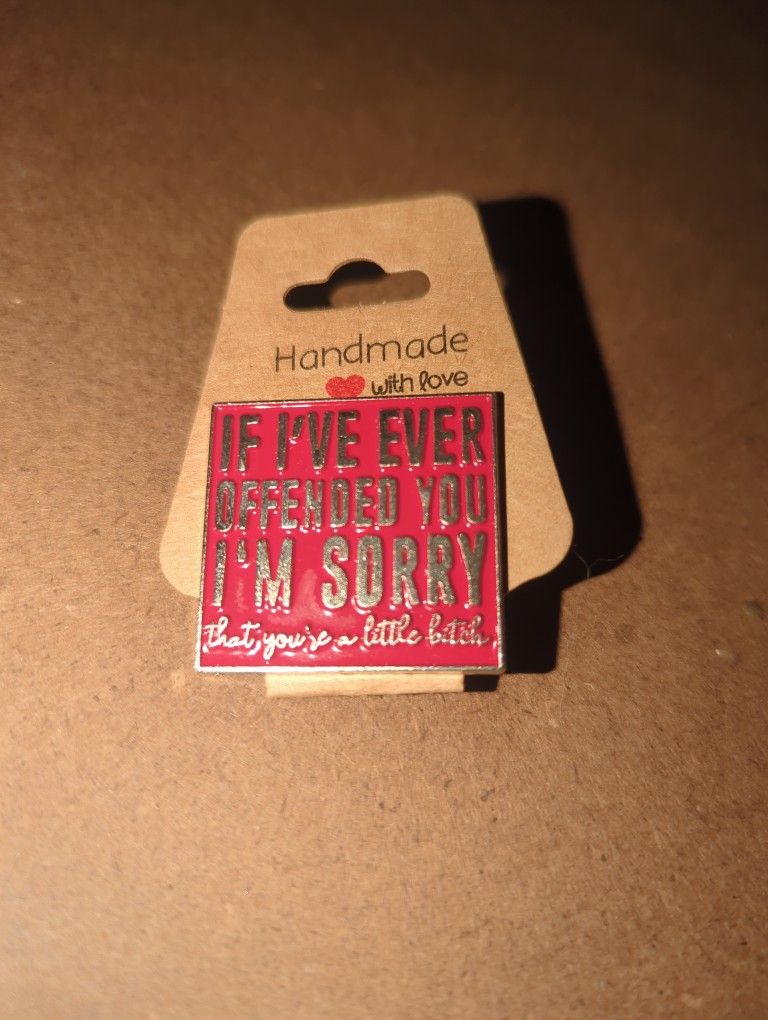 Handmade
with love
IF I'VE EVER
OFFENDED YOU
I'M SORRY
that you're a little bitch